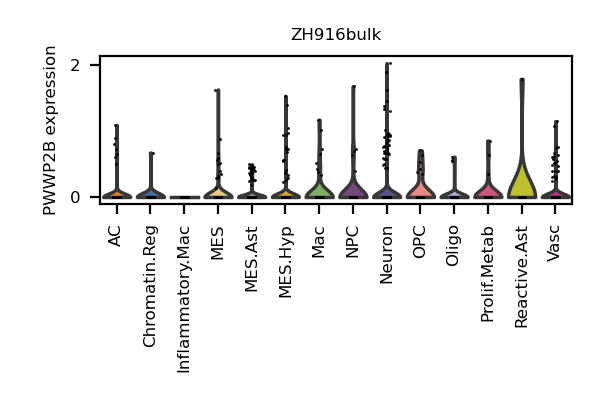 ZH916bulk
PWWP2B expression
2
0
AC
Chromatin.Reg
Inflammatory.Mac
MES
MES.Ast
MES.Hyp
Mac
NPC
Neuron
OPC
Oligo
Prolif.Metab
Reactive.Ast
Vasc